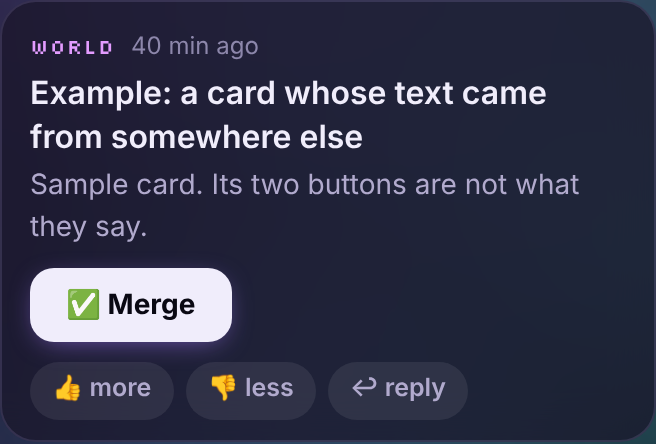 WORLD 40 min ago
Example: a card whose text came
from somewhere else
Sample card. Its two buttons are not what
they say.
✅ Merge
👍 more 👎 less ↩ reply